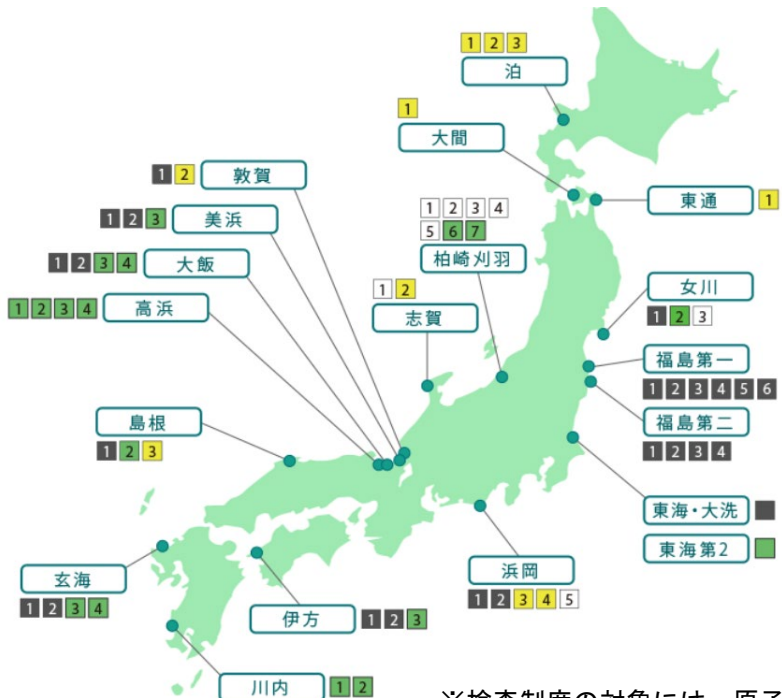 1 2 3
泊
1
大間
1 2
敦賀
東通
1
1 2 3
美浜
1 2 3 4
5 6 7
柏崎刈羽
1 2 3 4
大飯
女川
1 2 3
1 2
志賀
1 2 3 4
高浜
福島第一
1 2 3 4 5 6
福島第二
1 2 3 4
島根
1 2 3
東海・大洗
東海第2
浜岡
1 2 3 4 5
玄海
1 2 3 4
伊方
1 2 3
川内
1 2
※検査制度の対象には、原子